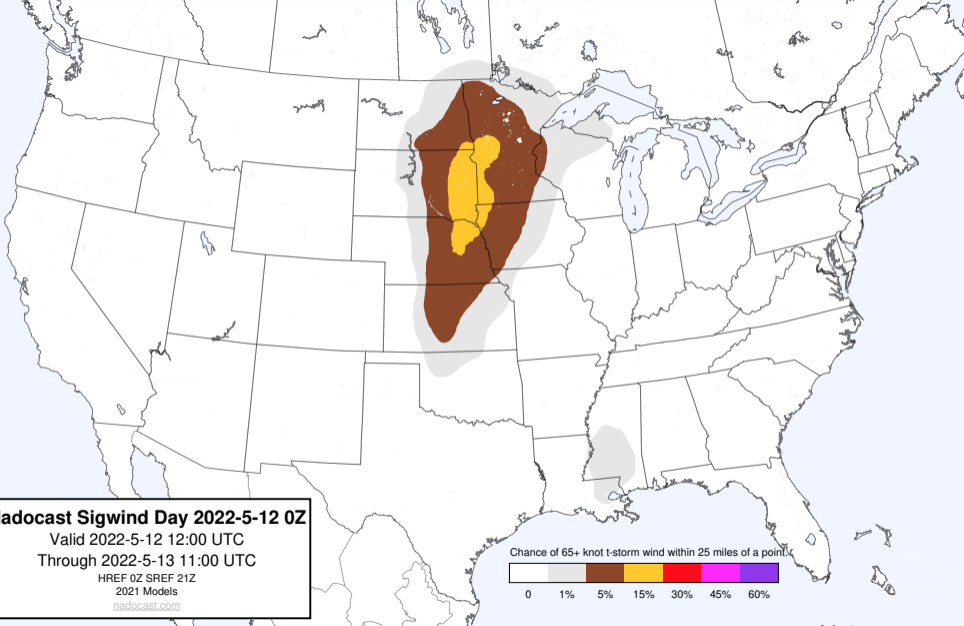 adocast Sigwind Day 2022-5-12 0Z
Valid 2022-5-12 12:00 UTC
Through 2022-5-13 11:00 UTC
HREF 0Z SREF 21Z
2021 Models
nadocast.com
Chance of 65+ knot t-storm wind within 25 miles of a point.
0 1% 5% 15% 30% 45% 60%